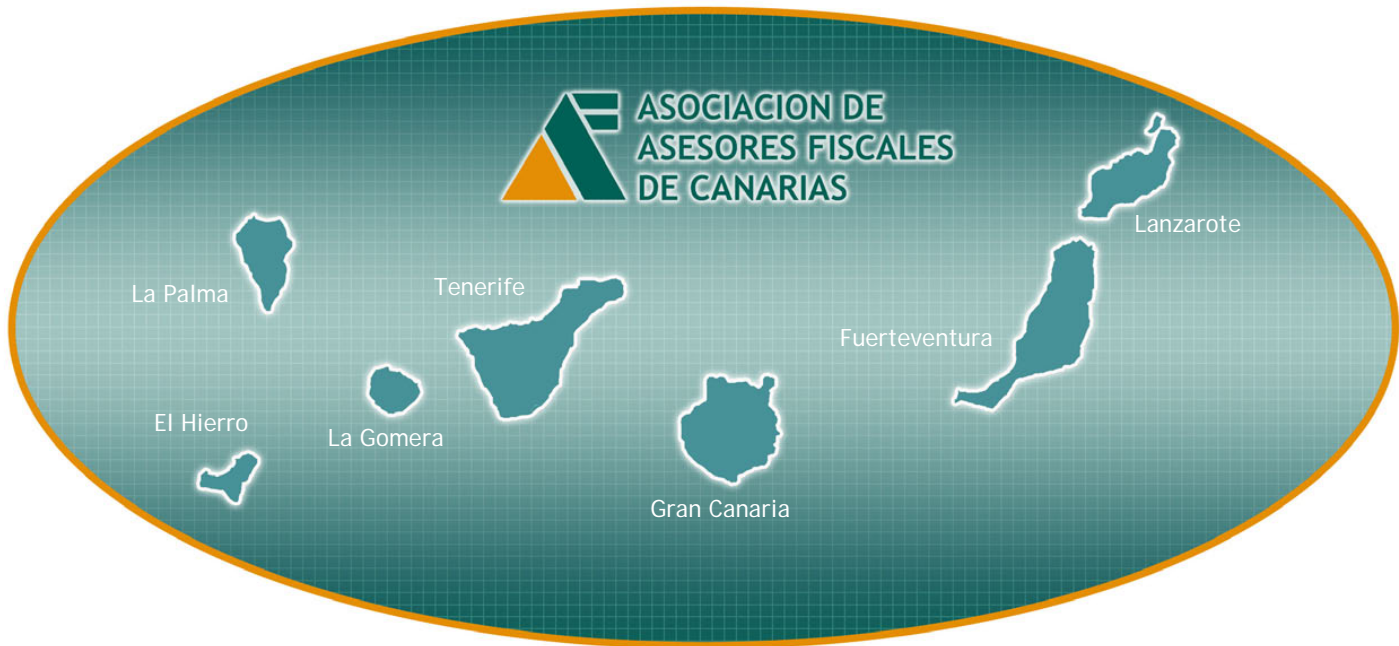 ASOCIACION DE
ASESORES FISCALES
DE CANARIAS
Lanzarote
La Palma
Tenerife
Fuerteventura
El Hierro
La Gomera
Gran Canaria